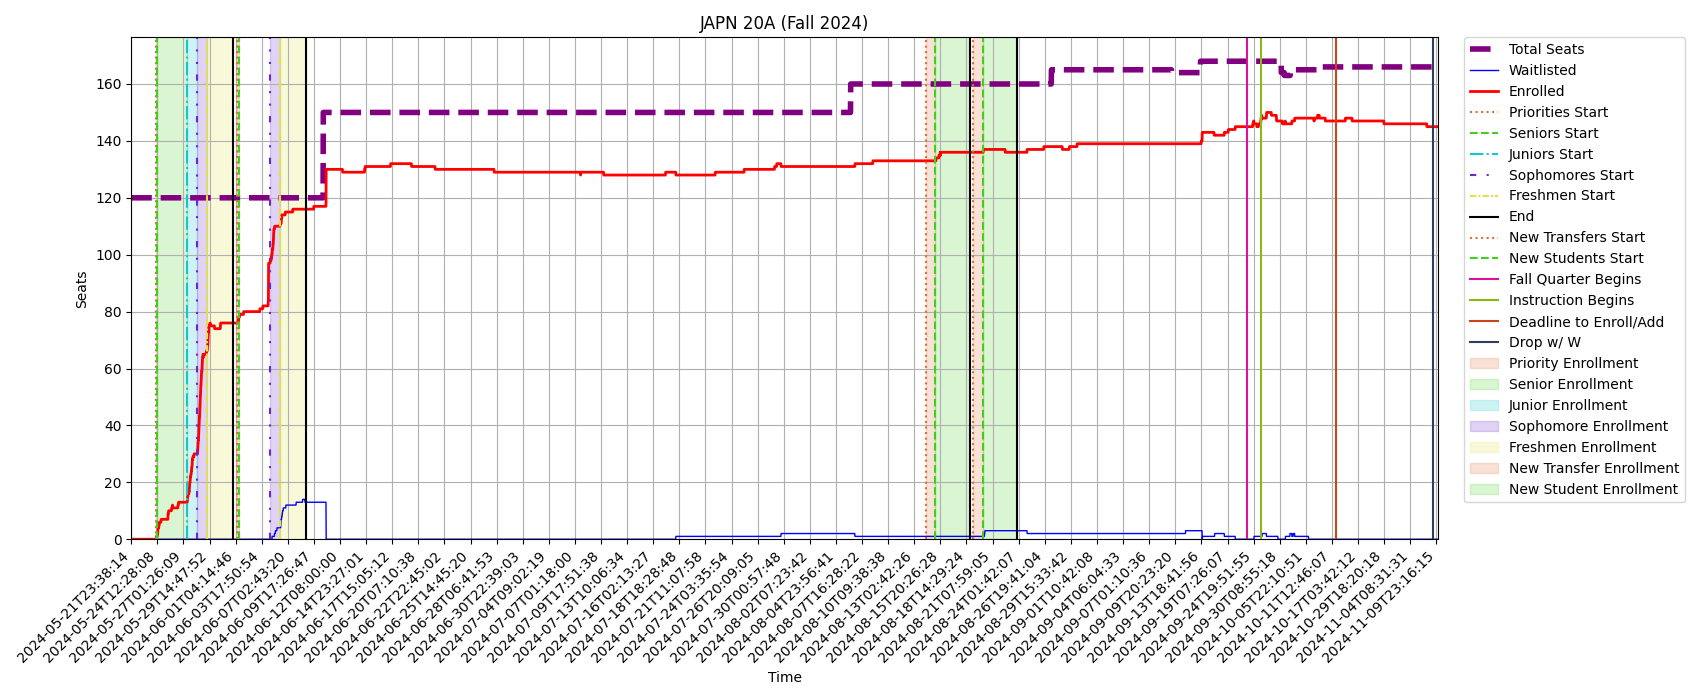 JAPN 20A (Fall 2024)
Seats
160
140
120
100
80
60
40
20
0
2024-05-21T23:38:14
2024-05-24T12:28:08
2024-05-27T01:26:09
2024-05-29T14:47:52
2024-06-01T04:14:46
2024-06-03T17:50:54
2024-06-07T02:43:20
2024-06-09T17:26:47
2024-06-12T08:00:00
2024-06-14T23:27:01
2024-06-17T15:05:12
2024-06-20T07:10:38
2024-06-22T22:45:02
2024-06-25T14:45:20
2024-06-28T06:41:53
2024-06-30T22:39:03
2024-07-04T09:02:19
2024-07-07T01:18:00
2024-07-09T17:51:38
2024-07-13T10:06:34
2024-07-16T02:13:27
2024-07-18T18:28:48
2024-07-21T11:07:58
2024-07-24T03:35:54
2024-07-26T20:09:05
2024-07-30T00:57:48
2024-08-02T07:23:42
2024-08-04T23:56:41
2024-08-07T16:28:22
2024-08-10T09:38:38
2024-08-13T02:42:26
2024-08-15T20:26:28
2024-08-18T14:29:24
2024-08-21T07:59:05
2024-08-24T01:42:07
2024-08-26T19:41:04
2024-08-29T15:33:42
2024-09-01T10:42:08
2024-09-04T06:04:33
2024-09-07T01:10:36
2024-09-09T20:23:20
2024-09-13T18:41:56
2024-09-19T07:26:07
2024-09-24T19:51:55
2024-09-30T08:55:18
2024-10-05T22:10:51
2024-10-11T12:46:07
2024-10-17T03:42:12
2024-10-29T18:20:18
2024-11-04T08:31:31
2024-11-09T23:16:15
Time
Total Seats
Waitlisted
Enrolled
Priorities Start
Seniors Start
Juniors Start
Sophomores Start
Freshmen Start
End
New Transfers Start
New Students Start
Fall Quarter Begins
Instruction Begins
Deadline to Enroll/Add
Drop w/ W
Priority Enrollment
Senior Enrollment
Junior Enrollment
Sophomore Enrollment
Freshmen Enrollment
New Transfer Enrollment
New Student Enrollment